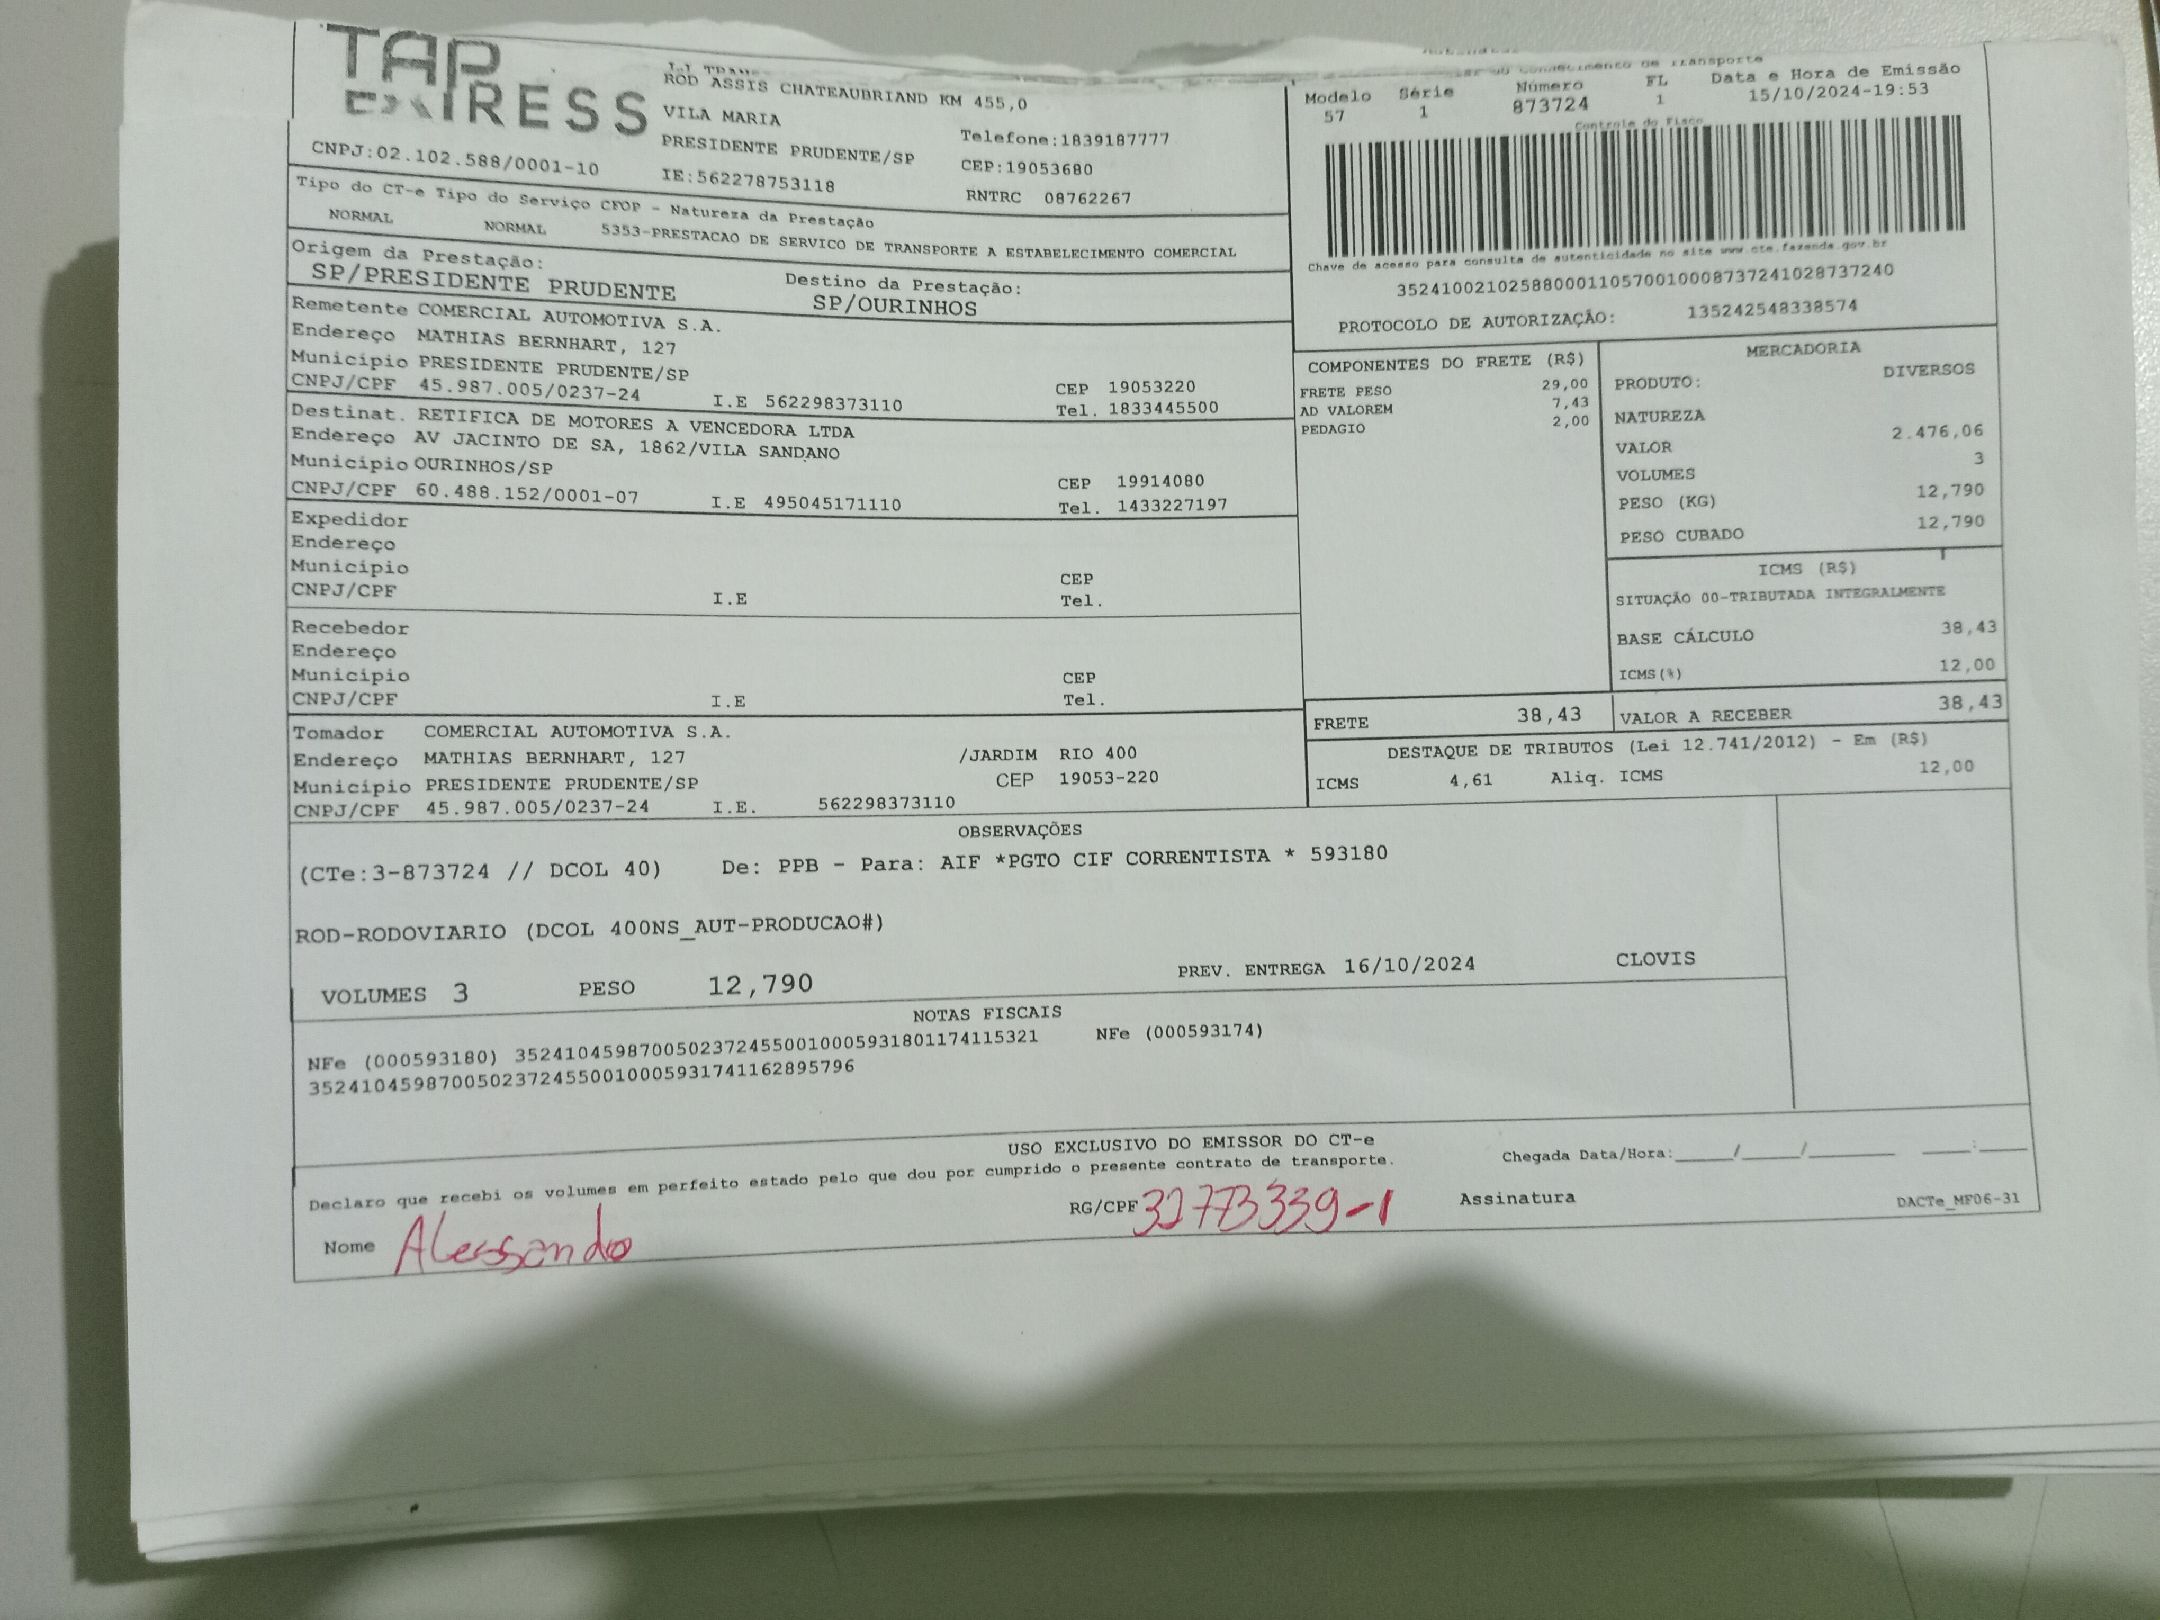 TAP
EXPRESS
ROD ASSIS CHATEAUBRIAND KM 455,0
VILA MARIA
Telefone:1839187777
PRESIDENTE PRUDENTE/SP
CEP:19053680
CNPJ:02.102.588/0001-10
IE:562278753118
RNTRC 08762267
Modelo Série Número FL Data e Hora de Emissão
57 1 873724 1 15/10/2024-19:53
Controle do Fisco
Chave de acesso para consulta de autenticidade no site www.cte.fazenda.gov.br
35241002102588000110570010008737241028737240
PROTOCOLO DE AUTORIZAÇÃO: 135242548338574
Tipo do CT-e Tipo do Serviço CFOP - Natureza da Prestação
NORMAL NORMAL 5353-PRESTACAO DE SERVICO DE TRANSPORTE A ESTABELECIMENTO COMERCIAL
Origem da Prestação: Destino da Prestação:
SP/PRESIDENTE PRUDENTE SP/OURINHOS
Remetente COMERCIAL AUTOMOTIVA S.A.
Endereço MATHIAS BERNHART, 127
Município PRESIDENTE PRUDENTE/SP CEP 19053220
CNPJ/CPF 45.987.005/0237-24 I.E 562298373110 Tel. 1833445500
Destinat. RETIFICA DE MOTORES A VENCEDORA LTDA
Endereço AV JACINTO DE SA, 1862/VILA SANDANO
Município OURINHOS/SP CEP 19914080
CNPJ/CPF 60.488.152/0001-07 I.E 495045171110 Tel. 1433227197
Expedidor
Endereço
Município CEP
CNPJ/CPF I.E Tel.
Recebedor
Endereço
Município CEP
CNPJ/CPF I.E Tel.
Tomador COMERCIAL AUTOMOTIVA S.A.
Endereço MATHIAS BERNHART, 127 /JARDIM RIO 400
Município PRESIDENTE PRUDENTE/SP CEP 19053-220
CNPJ/CPF 45.987.005/0237-24 I.E. 562298373110
COMPONENTES DO FRETE (R$)
FRETE PESO 29,00
AD VALOREM 7,43
PEDAGIO 2,00
MERCADORIA
PRODUTO: DIVERSOS
NATUREZA
VALOR 2.476,06
VOLUMES 3
PESO (KG) 12,790
PESO CUBADO 12,790
ICMS (R$)
SITUAÇÃO 00-TRIBUTADA INTEGRALMENTE
BASE CÁLCULO 38,43
ICMS(%) 12,00
FRETE 38,43 VALOR A RECEBER 38,43
DESTAQUE DE TRIBUTOS (Lei 12.741/2012) - Em (R$)
ICMS 4,61 Aliq. ICMS 12,00
OBSERVAÇÕES
(CTe:3-873724 // DCOL 40) De: PPB - Para: AIF *PGTO CIF CORRENTISTA * 593180
ROD-RODOVIARIO (DCOL 400NS_AUT-PRODUCAO#)
VOLUMES 3 PESO 12,790 PREV. ENTREGA 16/10/2024 CLOVIS
NOTAS FISCAIS
NFe (000593180) 35241045987005023724550010005931801174115321 NFe (000593174)
35241045987005023724550010005931741162895796
USO EXCLUSIVO DO EMISSOR DO CT-e
Declaro que recebi os volumes em perfeito estado pelo que dou por cumprido o presente contrato de transporte. Chegada Data/Hora:____/____/______ ____:____
Nome Alessandro RG/CPF 32773339-1 Assinatura DACTe_MF06-31